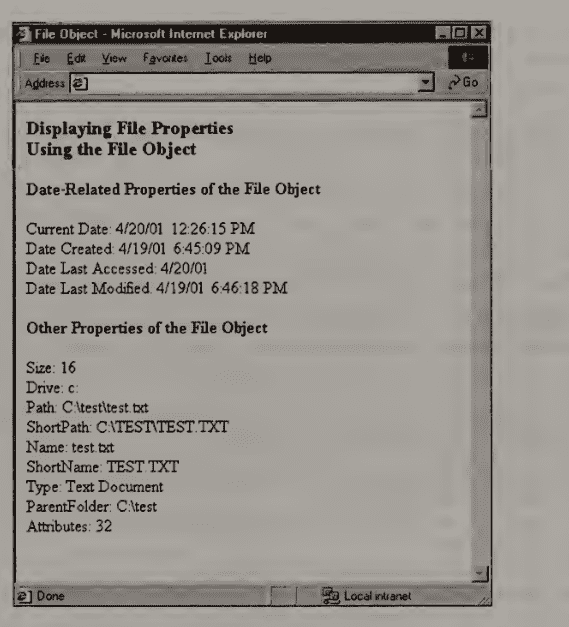 File Object - Microsoft Internet Explorer
File Edit View Favorites Tools Help
Address Go
Displaying File Properties
Using the File Object
Date-Related Properties of the File Object
Current Date: 4/20/01 12:26:15 PM
Date Created: 4/19/01 6:45:09 PM
Date Last Accessed: 4/20/01
Date Last Modified: 4/19/01 6:46:18 PM
Other Properties of the File Object
Size: 16
Drive: c:
Path: C:\test\test.txt
ShortPath: C:\TEST\TEST.TXT
Name: test.txt
ShortName: TEST.TXT
Type: Text Document
ParentFolder: C:\test
Attributes: 32
Done Local intranet